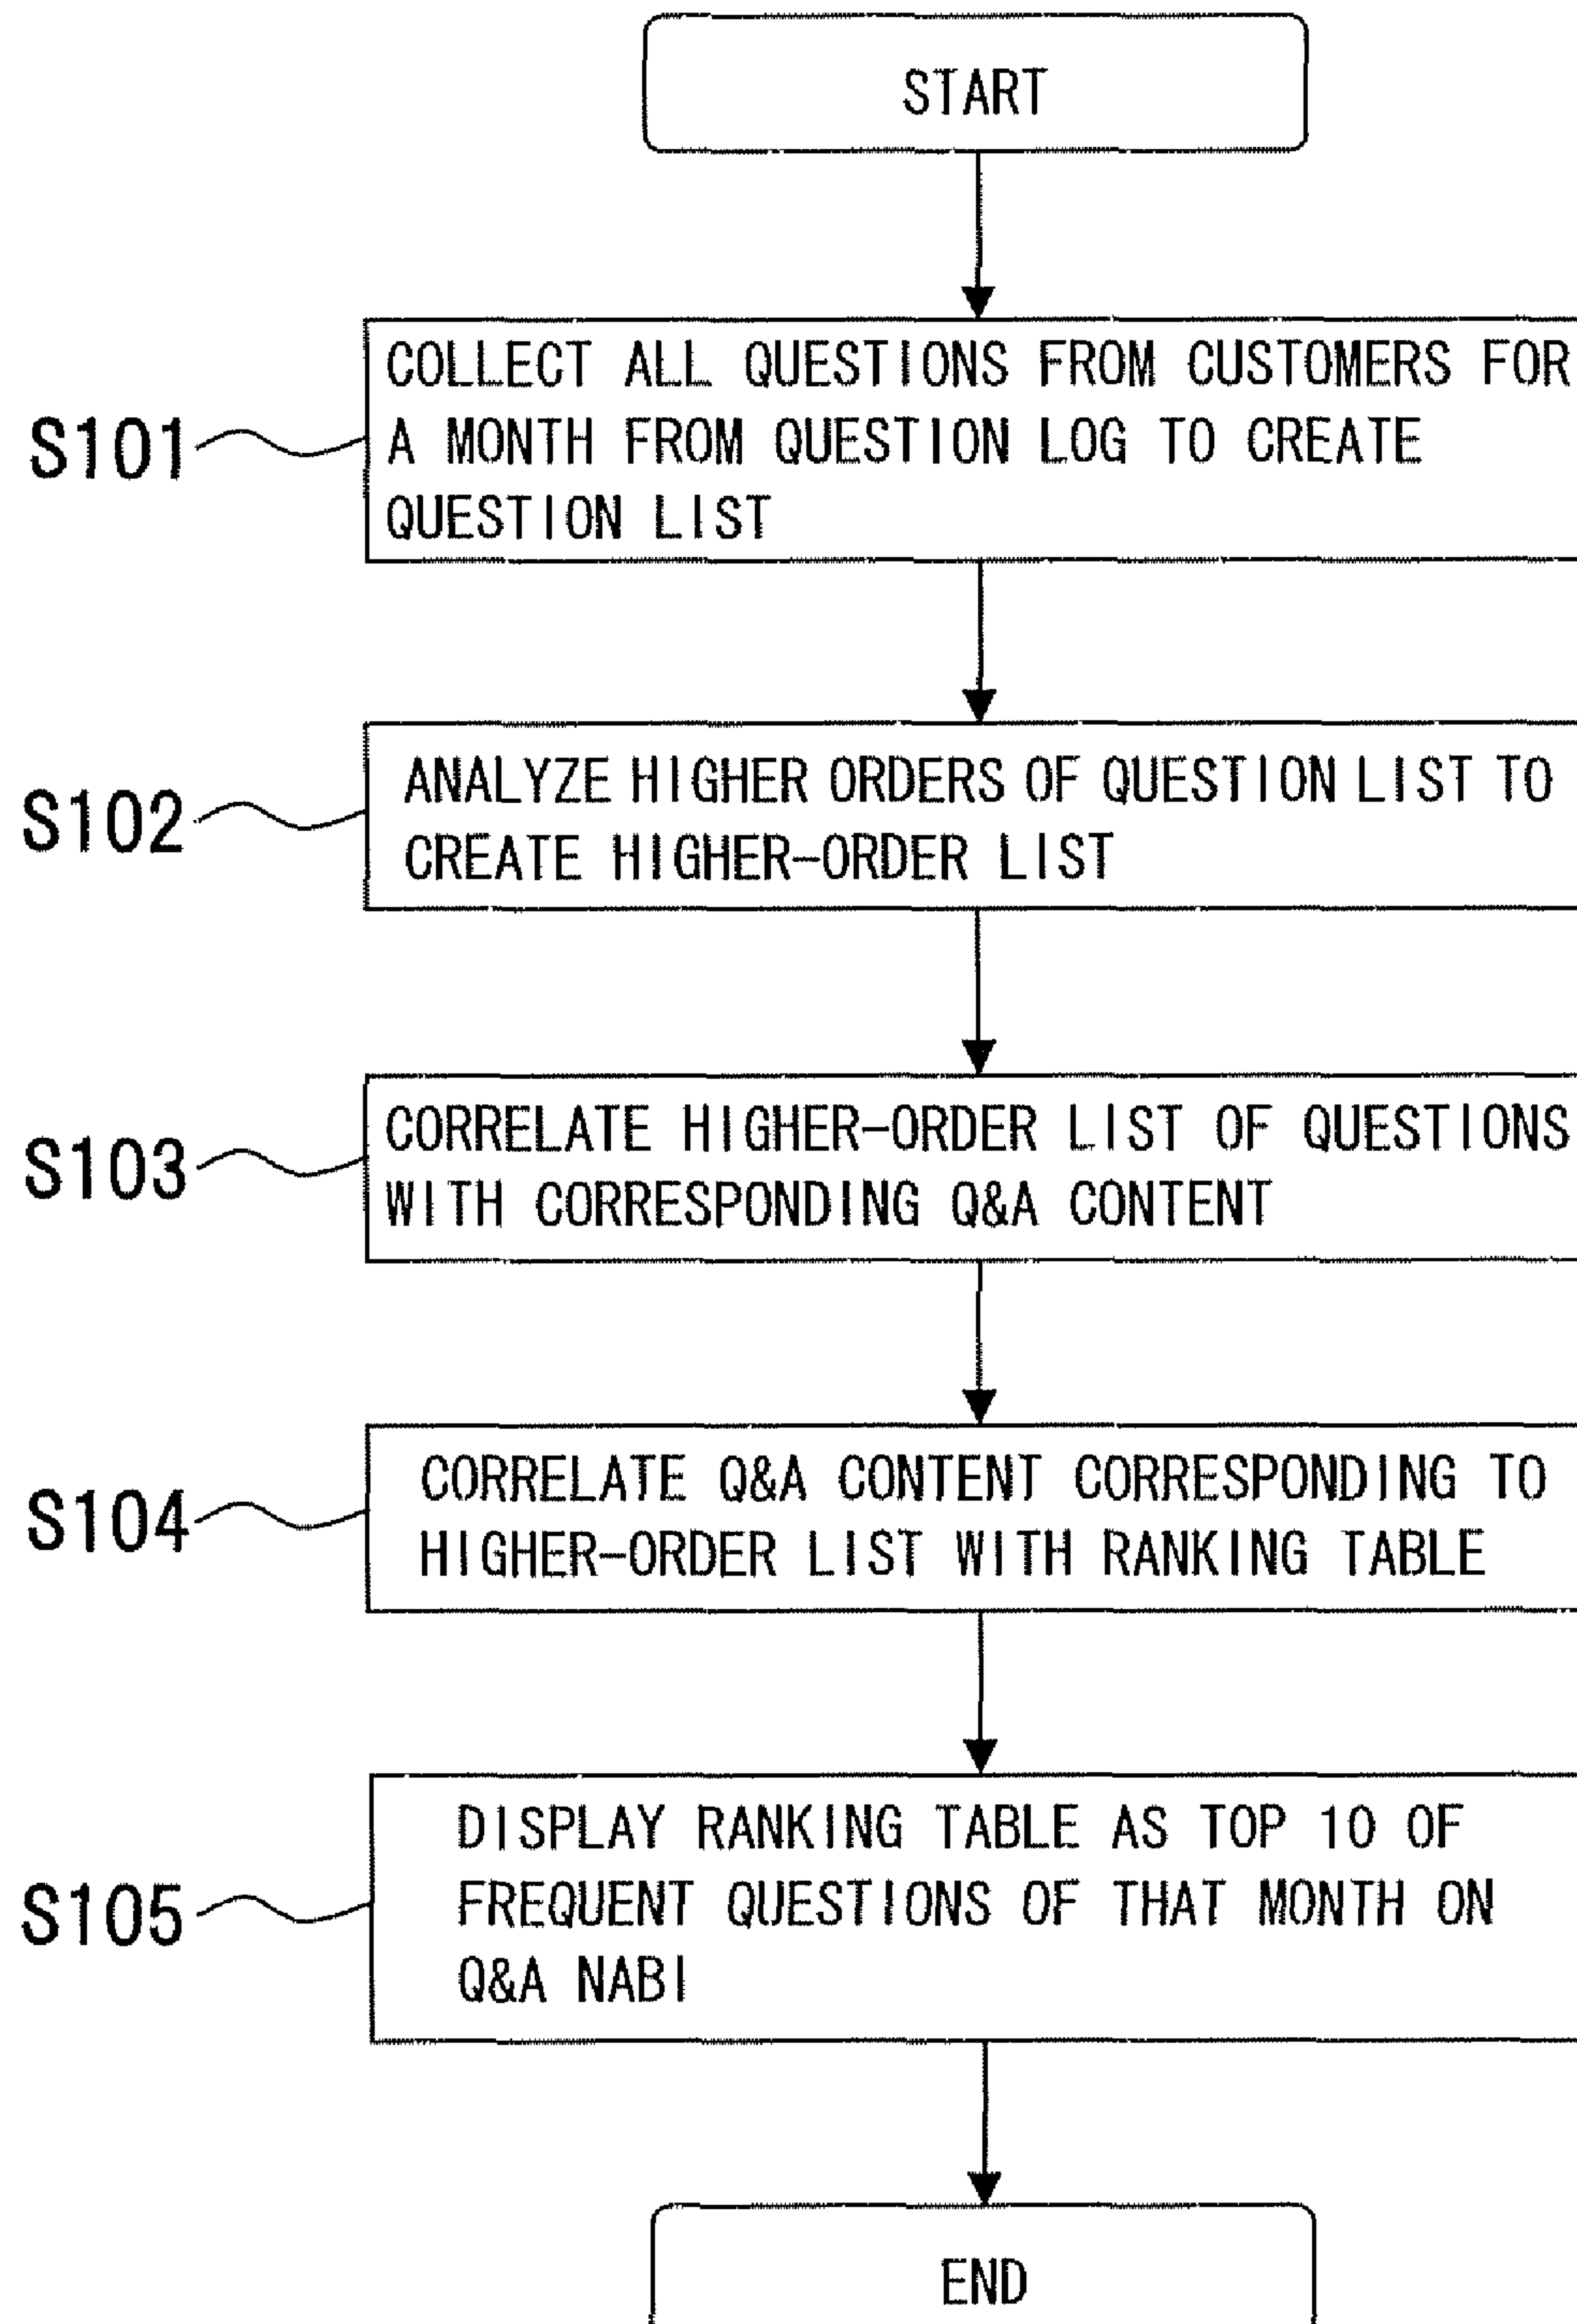 START
S101
COLLECT ALL QUESTIONS FROM CUSTOMERS FOR
A MONTH FROM QUESTION LOG TO CREATE
QUESTION LIST
S102
ANALYZE HIGHER ORDERS OF QUESTION LIST TO
CREATE HIGHER-ORDER LIST
S103
CORRELATE HIGHER-ORDER LIST OF QUESTIONS
WITH CORRESPONDING Q&A CONTENT
S104
CORRELATE Q&A CONTENT CORRESPONDING TO
HIGHER-ORDER LIST WITH RANKING TABLE
S105
DISPLAY RANKING TABLE AS TOP 10 OF
FREQUENT QUESTIONS OF THAT MONTH ON
Q&A NABI
END